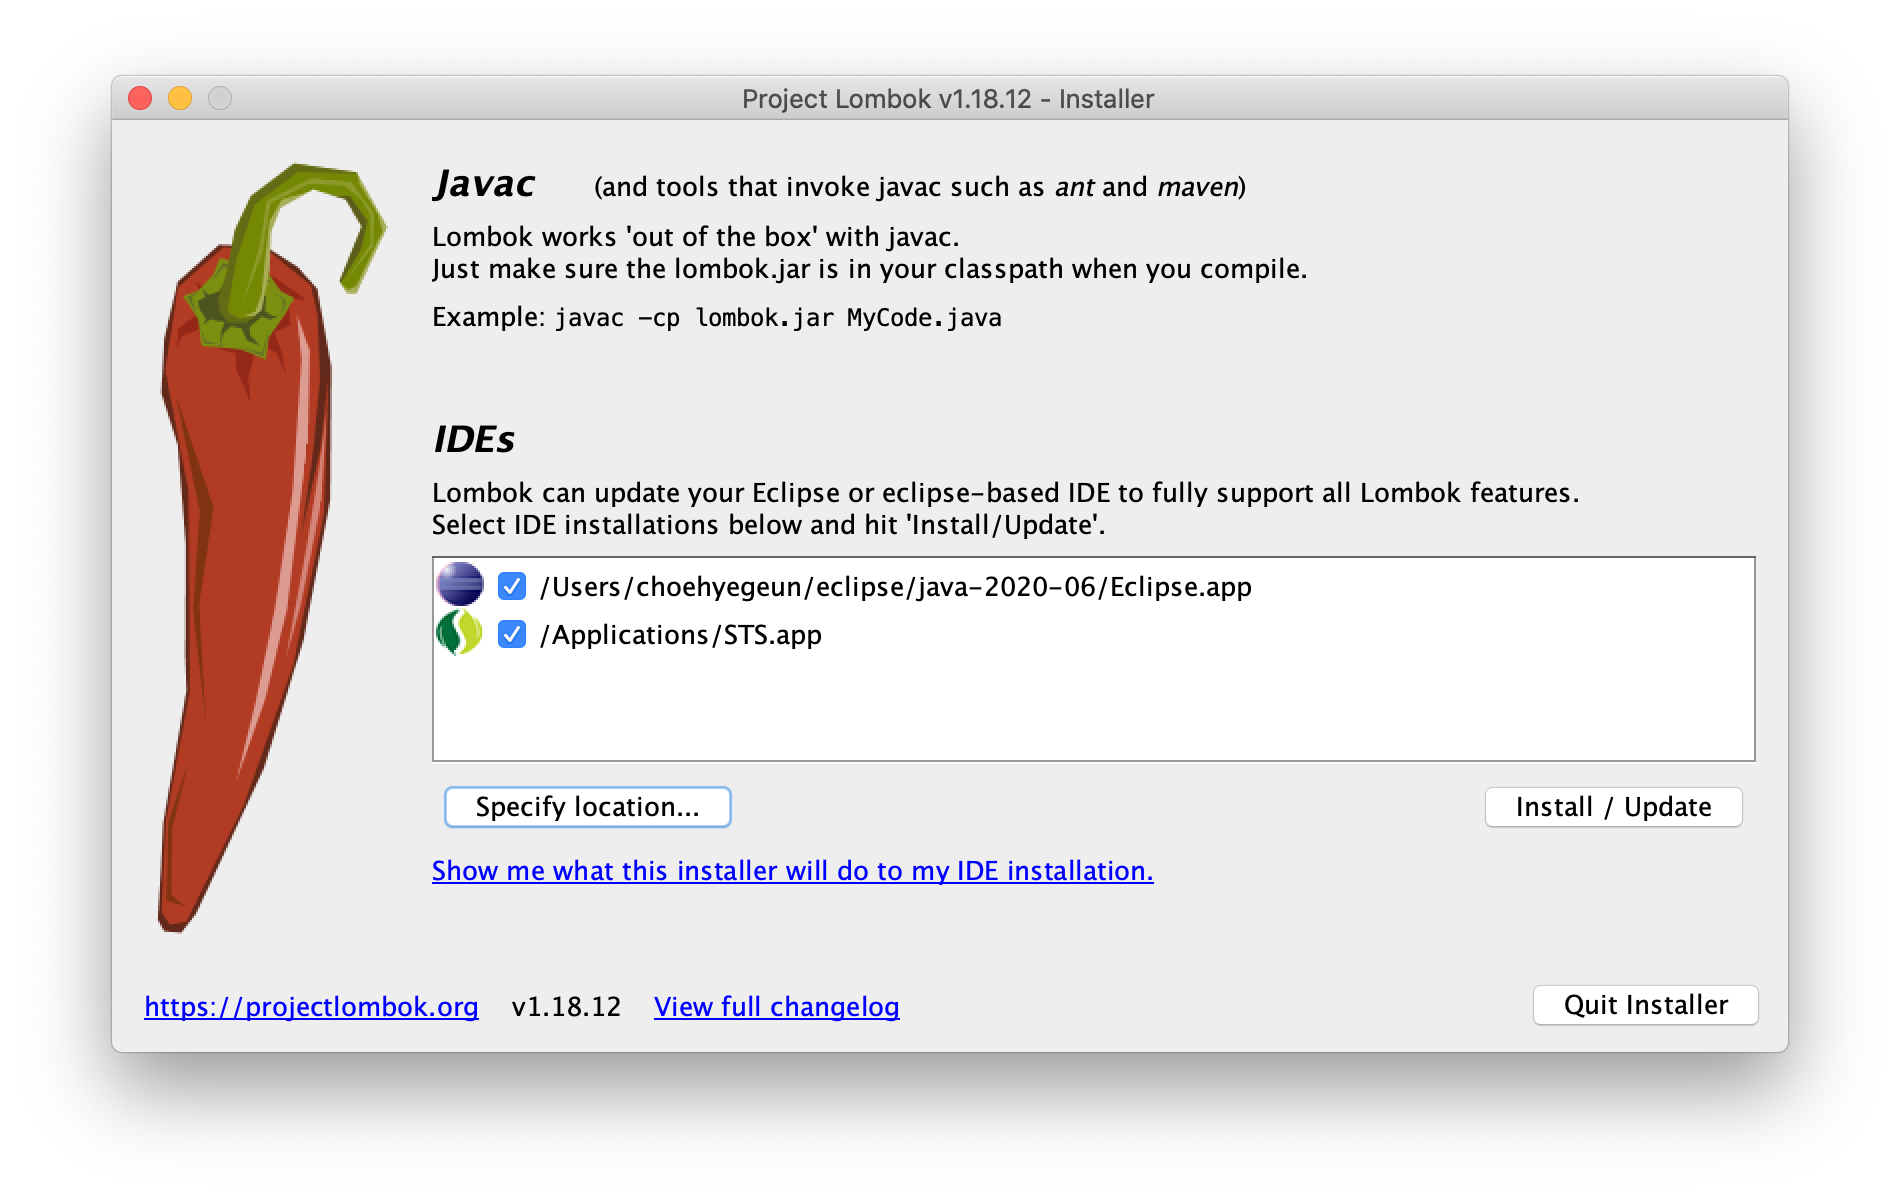 Project Lombok v1.18.12 - Installer
Javac (and tools that invoke javac such as ant and maven)
Lombok works 'out of the box' with javac.
Just make sure the lombok.jar is in your classpath when you compile.
Example: javac -cp lombok.jar MyCode.java
IDEs
Lombok can update your Eclipse or eclipse-based IDE to fully support all Lombok features.
Select IDE installations below and hit 'Install/Update'.
/Users/choehyegeun/eclipse/java-2020-06/Eclipse.app
/Applications/STS.app
Specify location... Install / Update
Show me what this installer will do to my IDE installation.
https://projectlombok.org v1.18.12 View full changelog Quit Installer